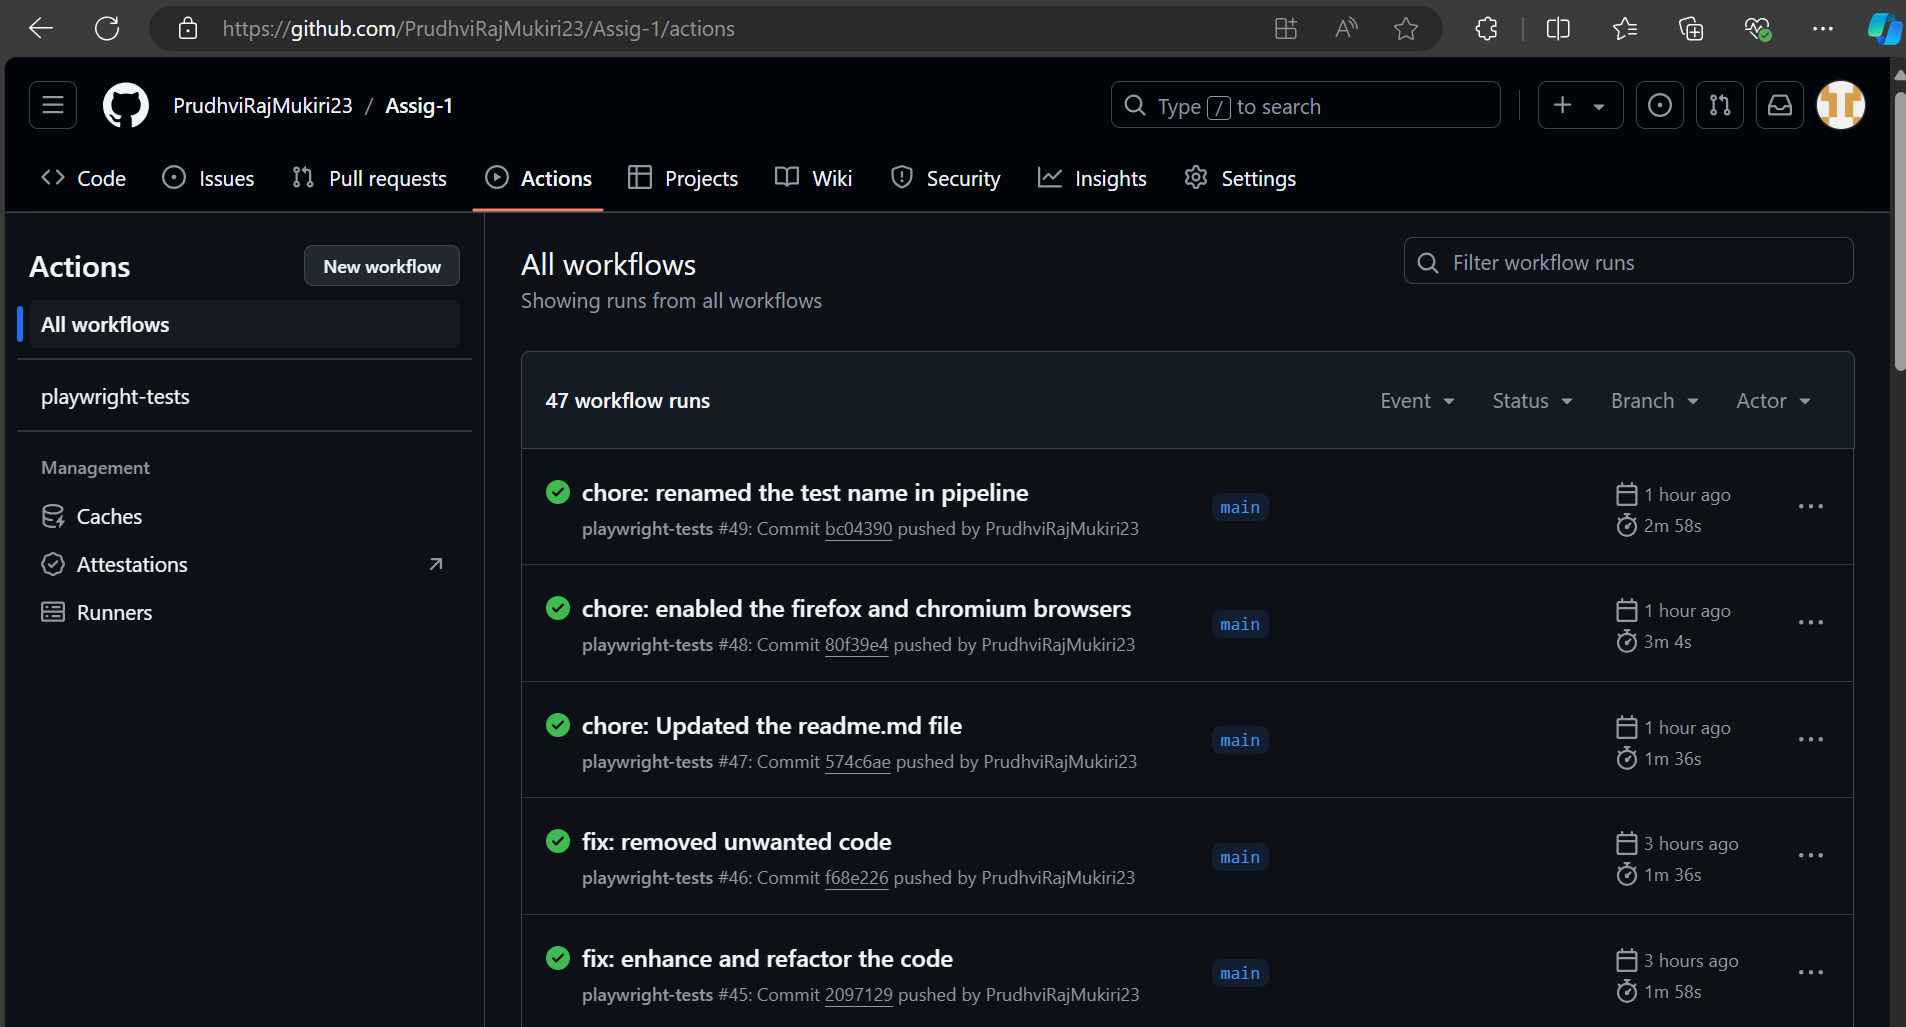 https://github.com/PrudhviRajMukiri23/Assig-1/actions
PrudhviRajMukiri23 / Assig-1
Type / to search
Code
Issues
Pull requests
Actions
Projects
Wiki
Security
Insights
Settings
Actions
New workflow
All workflows
playwright-tests
Management
Caches
Attestations
Runners
All workflows
Showing runs from all workflows
Filter workflow runs
47 workflow runs
Event
Status
Branch
Actor
chore: renamed the test name in pipeline
playwright-tests #49: Commit bc04390 pushed by PrudhviRajMukiri23
main
1 hour ago
2m 58s
chore: enabled the firefox and chromium browsers
playwright-tests #48: Commit 80f39e4 pushed by PrudhviRajMukiri23
main
1 hour ago
3m 4s
chore: Updated the readme.md file
playwright-tests #47: Commit 574c6ae pushed by PrudhviRajMukiri23
main
1 hour ago
1m 36s
fix: removed unwanted code
playwright-tests #46: Commit f68e226 pushed by PrudhviRajMukiri23
main
3 hours ago
1m 36s
fix: enhance and refactor the code
playwright-tests #45: Commit 2097129 pushed by PrudhviRajMukiri23
main
3 hours ago
1m 58s